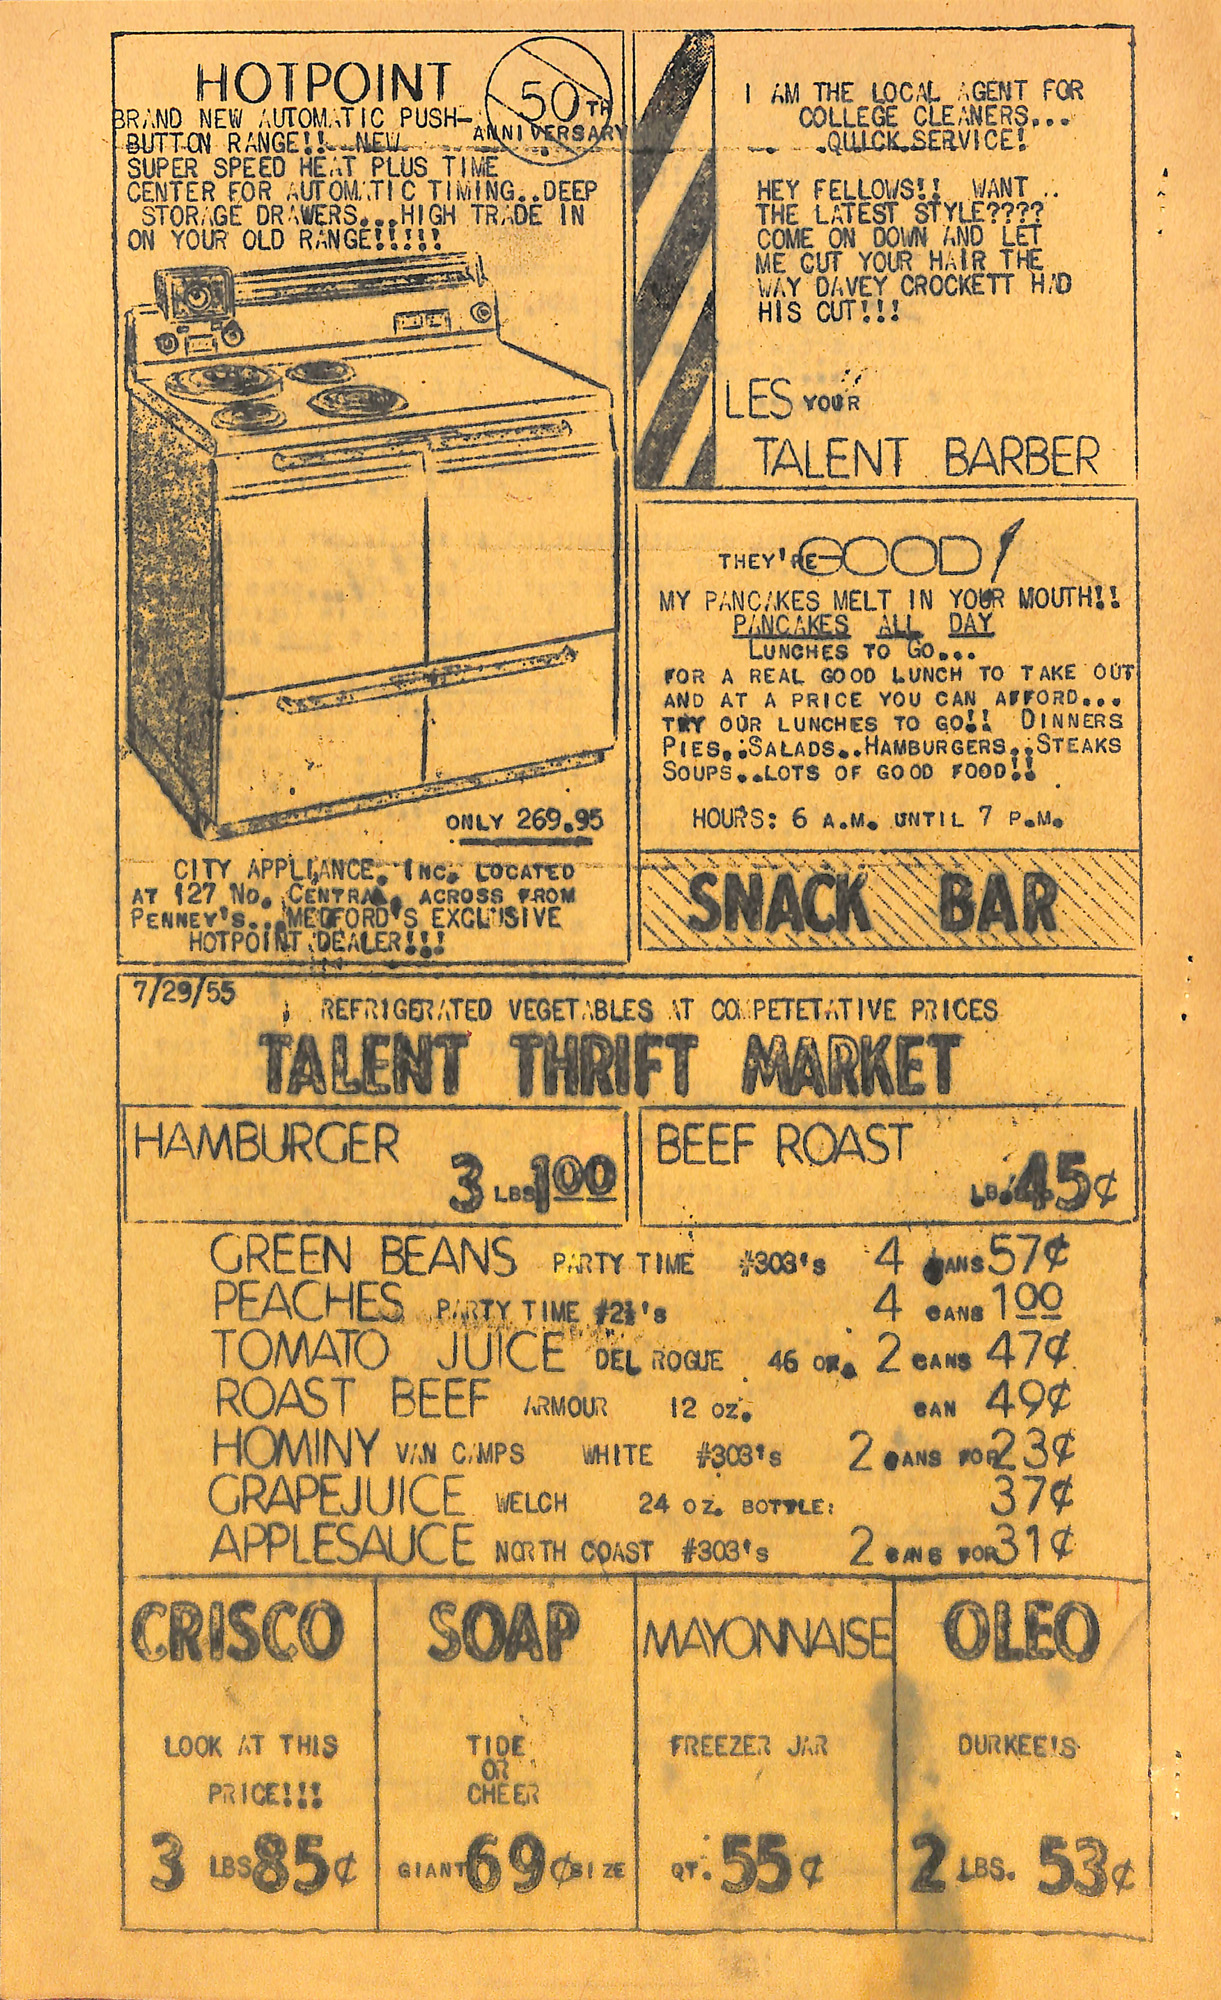 HOTPOINT
50TH
ANNIVERSARY
BRAND NEW AUTOMATIC PUSH-
BUTTON RANGE!! NEW
SUPER SPEED HEAT PLUS TIME
CENTER FOR AUTOMATIC TIMING..DEEP
STORAGE DRAWERS...HIGH TRADE IN
ON YOUR OLD RANGE!!!!!
ONLY 269.95
CITY APPLIANCE, INC. LOCATED
AT 127 NO. CENTRAL, ACROSS FROM
PENNEY'S...MEDFORD'S EXCLUSIVE
HOTPOINT DEALER!!!
I AM THE LOCAL AGENT FOR
COLLEGE CLEANERS...
...QUICK SERVICE!
HEY FELLOWS!! WANT ..
THE LATEST STYLE????
COME ON DOWN AND LET
ME CUT YOUR HAIR THE
WAY DAVEY CROCKETT HAD
HIS CUT!!!
LES YOUR
TALENT BARBER
THEY'RE GOOD!
MY PANCAKES MELT IN YOUR MOUTH!!
PANCAKES ALL DAY
LUNCHES TO GO...
FOR A REAL GOOD LUNCH TO TAKE OUT
AND AT A PRICE YOU CAN AFFORD...
TRY OUR LUNCHES TO GO!! DINNERS
PIES..SALADS..HAMBURGERS..STEAKS
SOUPS..LOTS OF GOOD FOOD!!
HOURS: 6 A.M. UNTIL 7 P.M.
SNACK BAR
7/29/55
REFRIGERATED VEGETABLES AT COMPETETATIVE PRICES
TALENT THRIFT MARKET
HAMBURGER
3 LBS 1.00
BEEF ROAST
LB. 45¢
GREEN BEANS PARTY TIME #303's 4 CANS 57¢
PEACHES PARTY TIME #2½'s 4 CANS 1.00
TOMATO JUICE DEL ROGUE 46 OZ. 2 CANS 47¢
ROAST BEEF ARMOUR 12 OZ. CAN 49¢
HOMINY VAN CAMPS WHITE #303's 2 CANS FOR 23¢
GRAPEJUICE WELCH 24 OZ. BOTTLE: 37¢
APPLESAUCE NORTH COAST #303's 2 CANS FOR 31¢
CRISCO
LOOK AT THIS
PRICE!!!
3 LBS 85¢
SOAP
TIDE
OR
CHEER
GIANT 69¢ SIZE
MAYONNAISE
FREEZER JAR
QT. 55¢
OLEO
DURKEE'S
2 LBS. 53¢